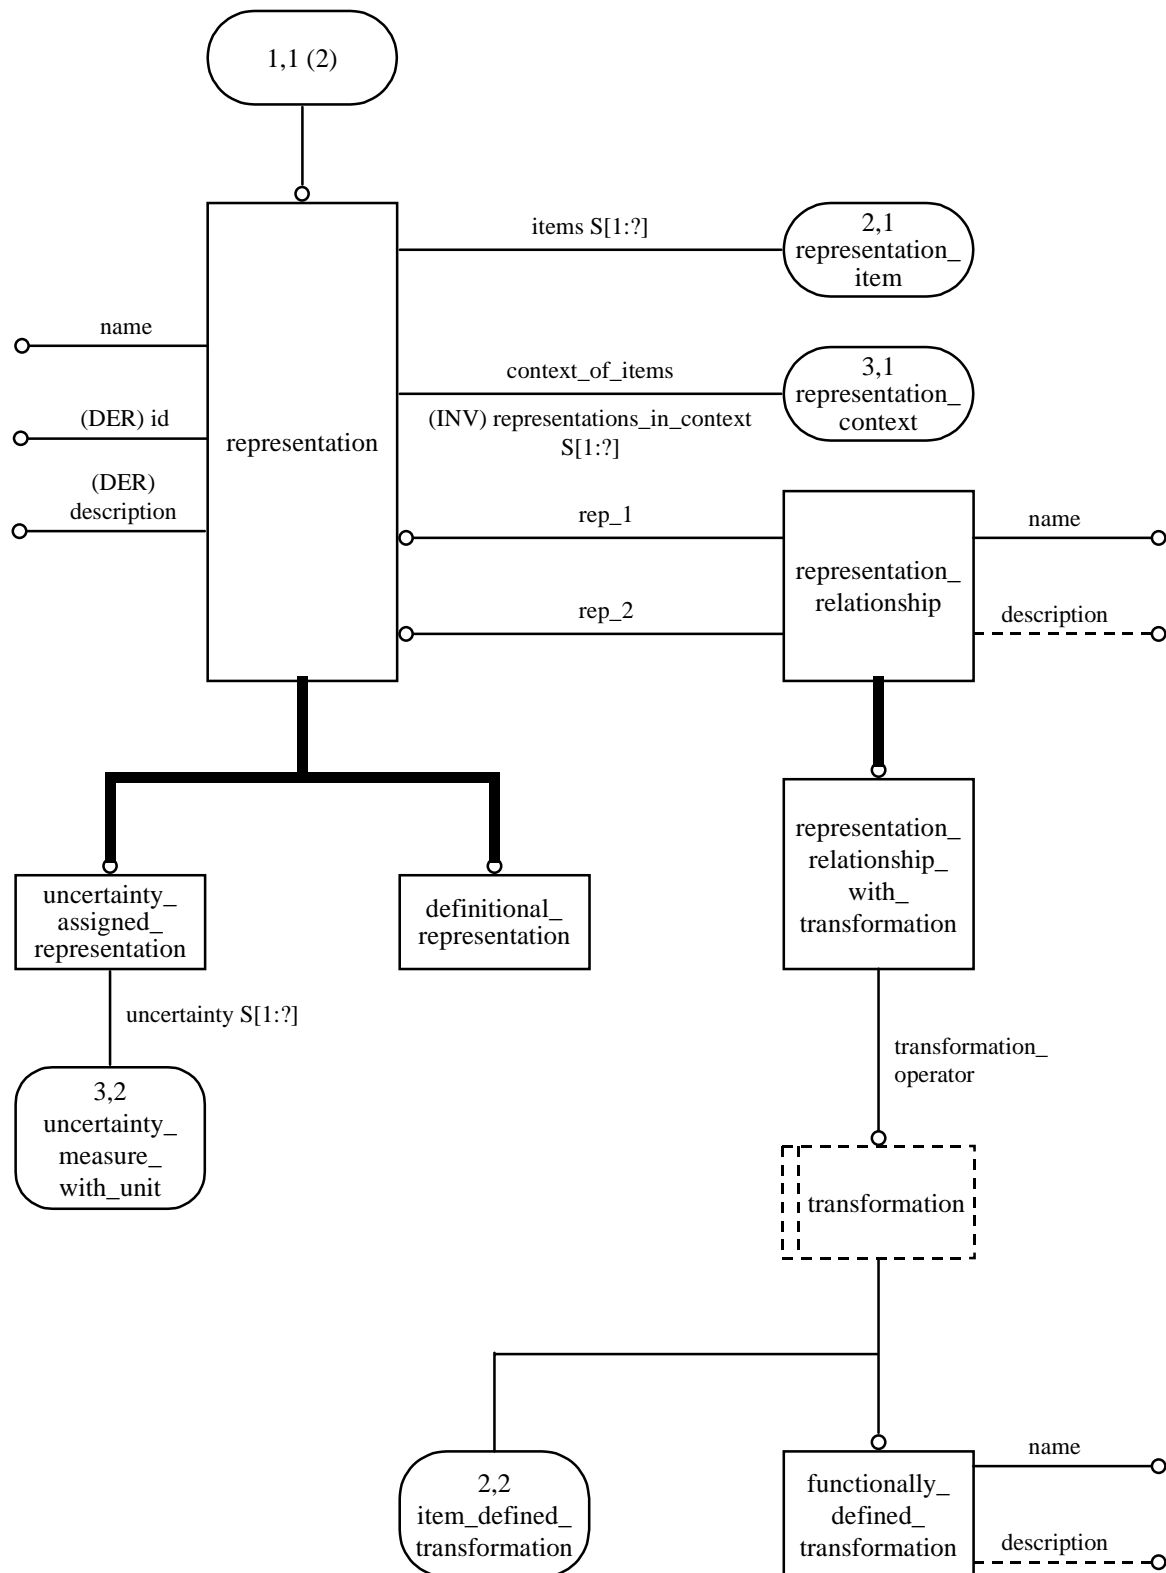 1,1 (2)
items S[1:?]
2,1
representation_
item
name
context_of_items
3,1
representation_
context
(DER) id
representation
(INV) representations_in_context
S[1:?]
(DER)
description
rep_1
name
representation_
relationship
rep_2
description
uncertainty_
assigned_
representation
definitional_
representation
representation_
relationship_
with_
transformation
uncertainty S[1:?]
transformation_
operator
3,2
uncertainty_
measure_
with_unit
transformation
2,2
item_defined_
transformation
functionally_
defined_
transformation
name
description